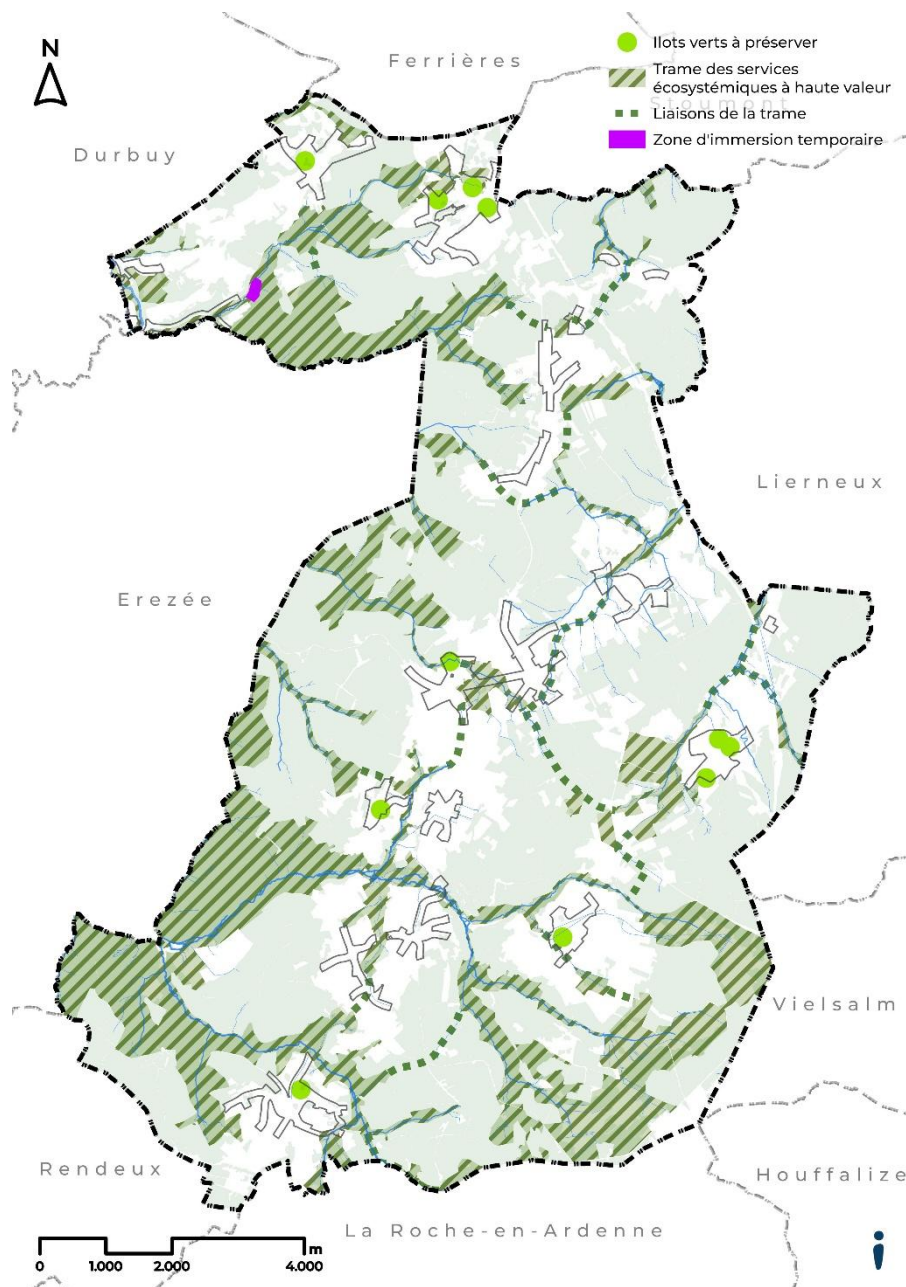 N
Ferrières
Ilots verts à préserver
Trame des services
écosystémiques à haute valeur
Stoumont
Liaisons de la trame
Zone d'immersion temporaire
Durbuy
Lierneux
Erezée
Vielsalm
Rendeux
Houffalize
La Roche-en-Ardenne
m
0 1.000 2.000 4.000